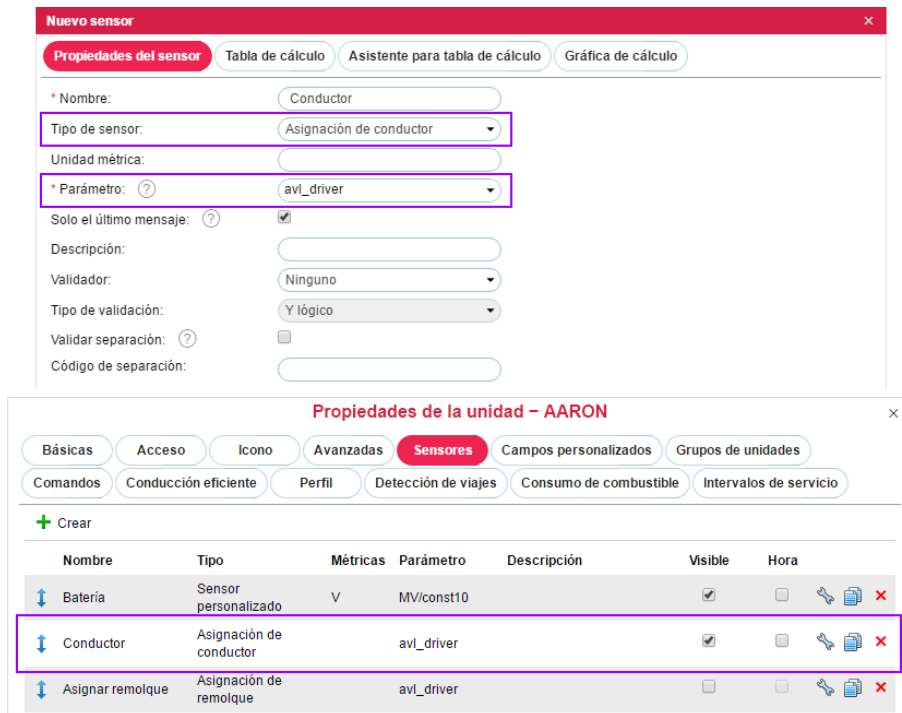 Nuevo sensor ×
Propiedades del sensor Tabla de cálculo Asistente para tabla de cálculo Gráfica de cálculo
* Nombre: Conductor
Tipo de sensor: Asignación de conductor
Unidad métrica:
* Parámetro: ? avl_driver
Solo el último mensaje: ?
Descripción:
Validador: Ninguno
Tipo de validación: Y lógico
Validar separación: ?
Código de separación:
Propiedades de la unidad – AARON ×
Básicas Acceso Icono Avanzadas Sensores Campos personalizados Grupos de unidades
Comandos Conducción eficiente Perfil Detección de viajes Consumo de combustible Intervalos de servicio
Crear
Nombre Tipo Métricas Parámetro Descripción Visible Hora
Batería Sensor personalizado V MV/const10
Conductor Asignación de conductor avl_driver
Asignar remolque Asignación de remolque avl_driver